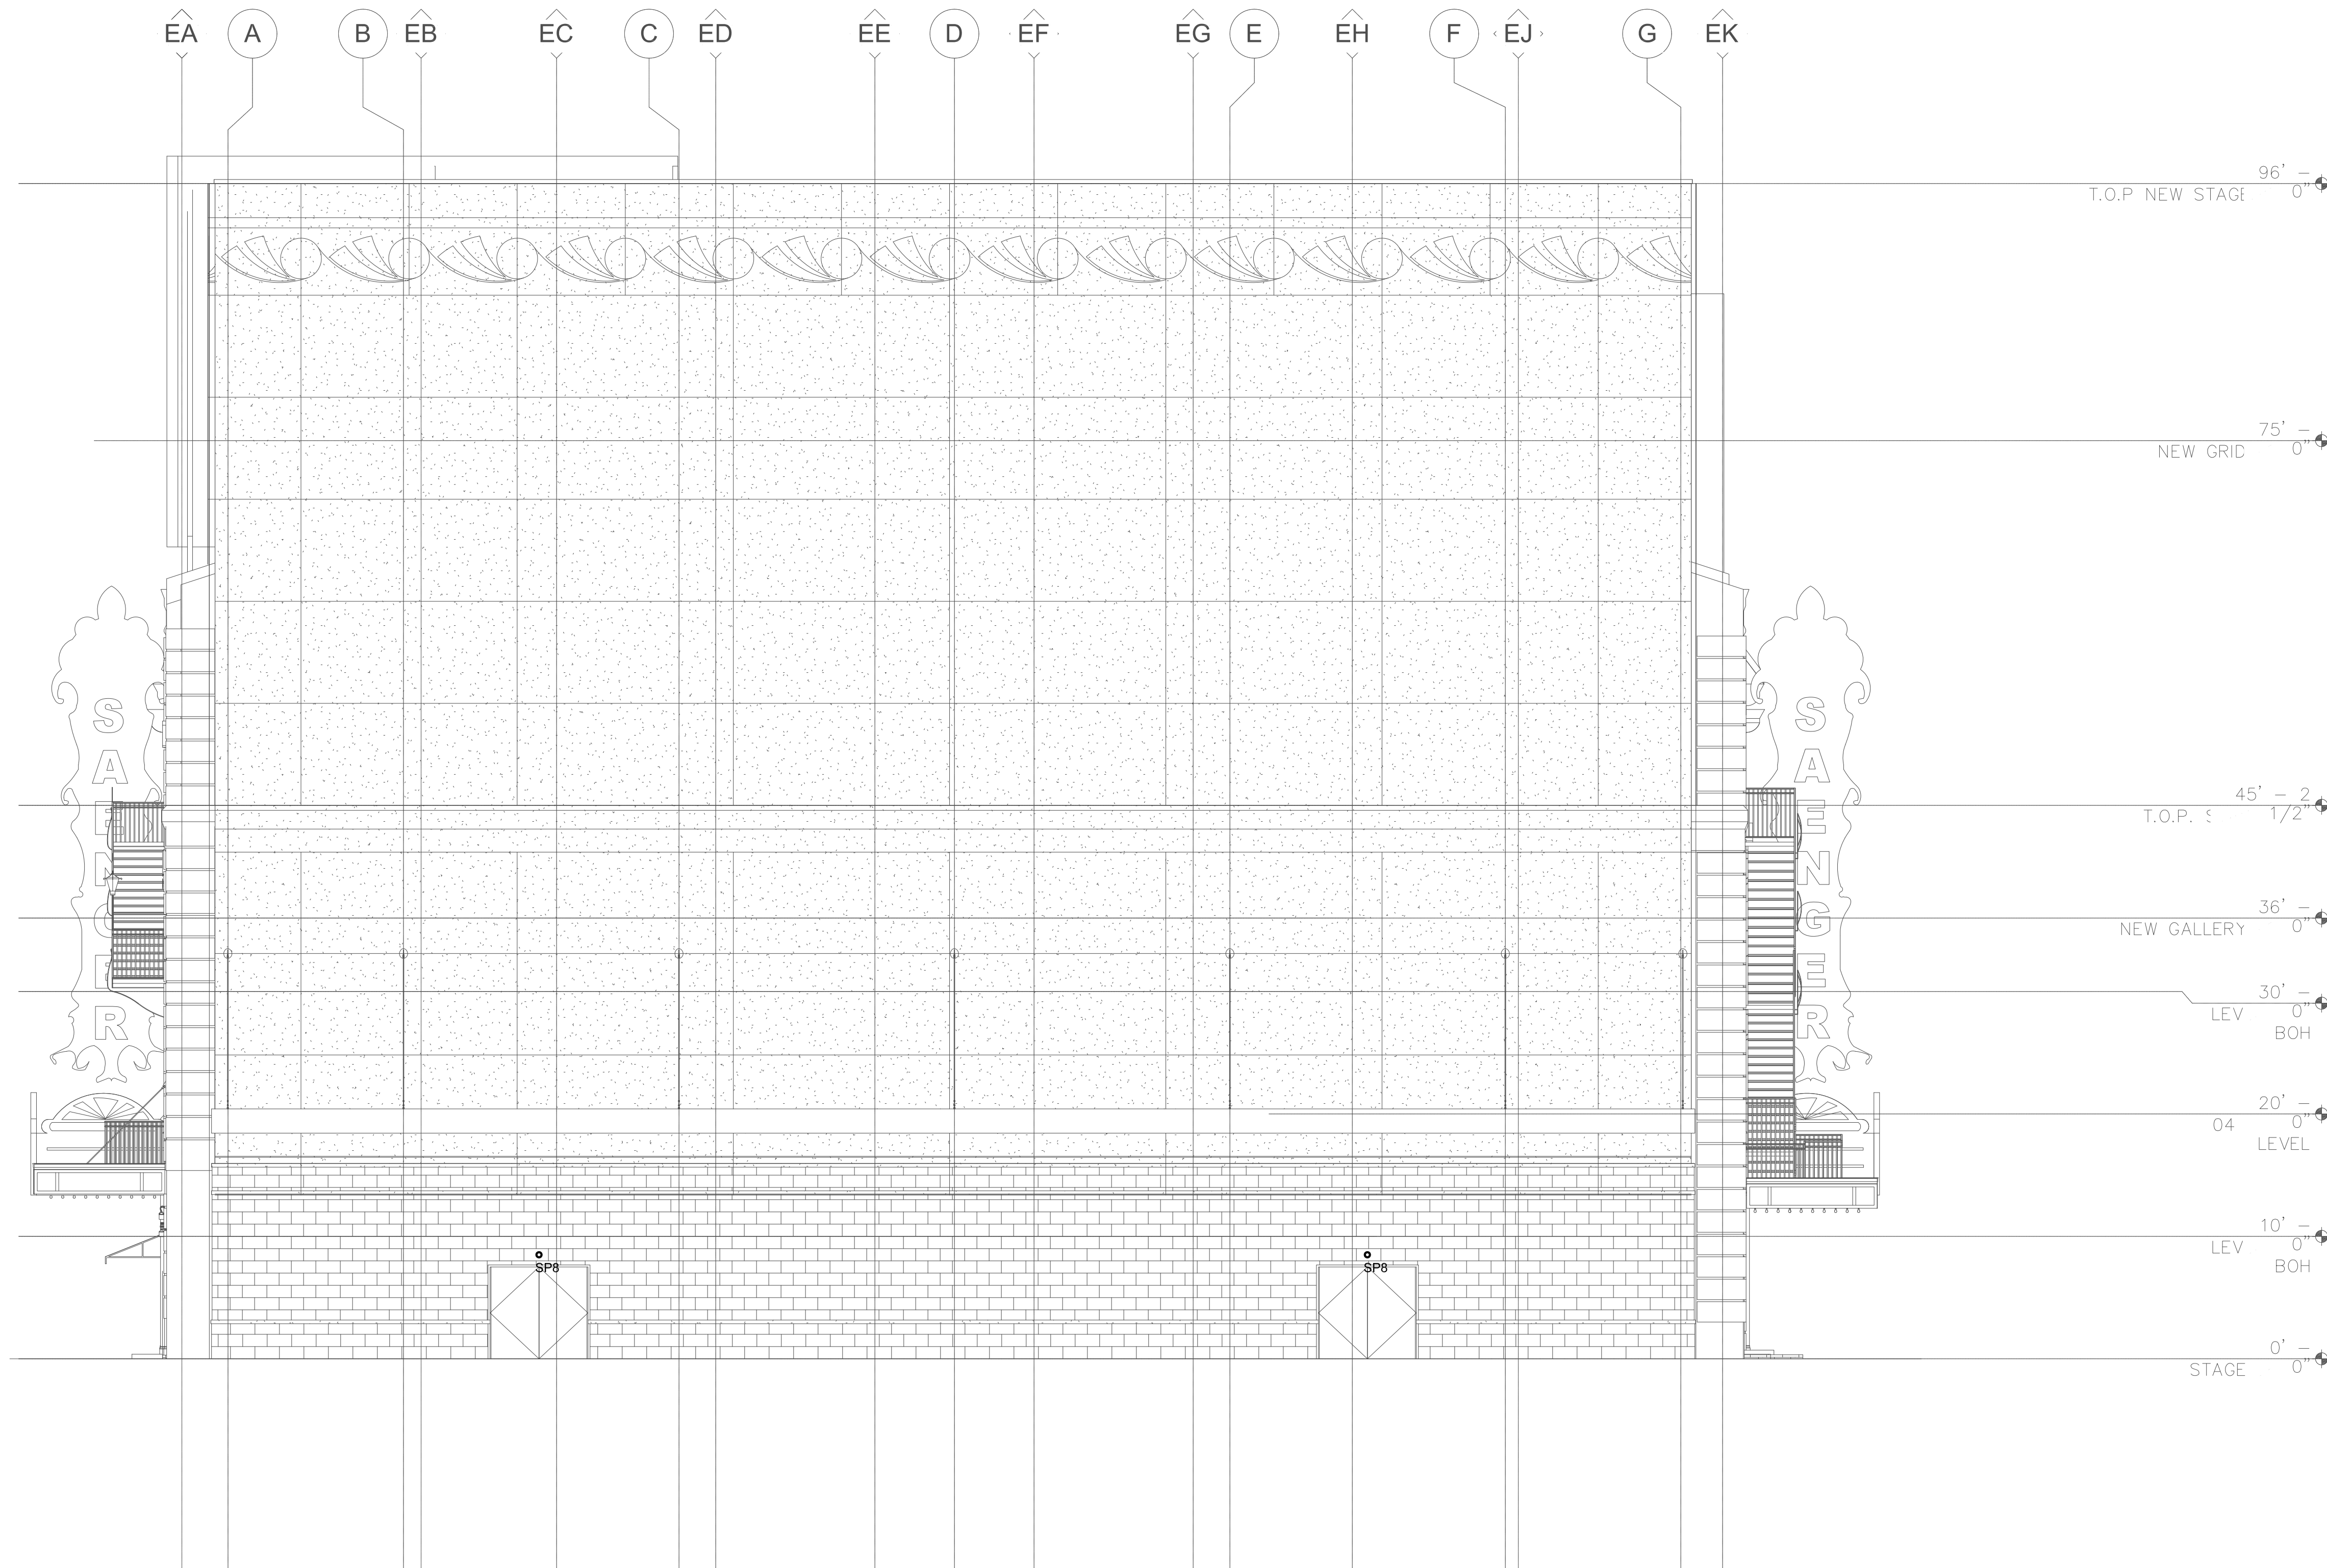 EA A B EB EC C ED EE D EF EG E EH F EJ G EK
96' –
T.O.P NEW STAGE 0"
75' –
NEW GRID 0"
S
A
E
N
G
E
R
S
A
E
N
G
E
R
45' – 2
T.O.P. 1/2"
36' –
NEW GALLERY 0"
30' –
LEV 0"
BOH
20' –
04 0"
LEVEL
10' –
LEV 0"
BOH
SP8 SP8
0' –
STAGE 0"